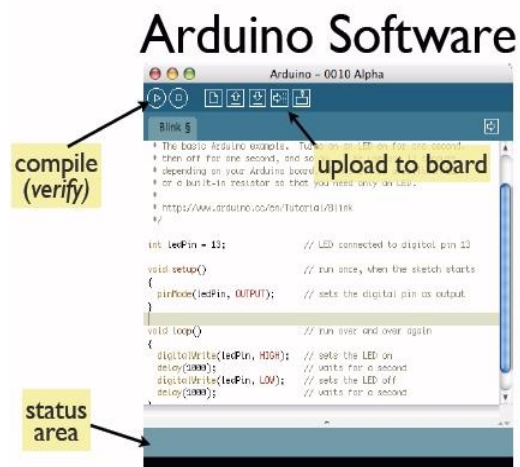 Arduino Software
Arduino - 0010 Alpha
Blink §
compile
(verify)
upload to board
* The basic Arduino example. Turns on an LED on for one second,
* then off for one second, and so
* depending on your Arduino board
* or a built-in resistor so that you need only an LED.
*
* http://www.arduino.cc/en/Tutorial/Blink
*/
int ledPin = 13; // LED connected to digital pin 13
void setup() // run once, when the sketch starts
{
pinMode(ledPin, OUTPUT); // sets the digital pin as output
}
void loop() // run over and over again
{
digitalWrite(ledPin, HIGH); // sets the LED on
delay(1000); // waits for a second
digitalWrite(ledPin, LOW); // sets the LED off
delay(1000); // waits for a second
}
status
area